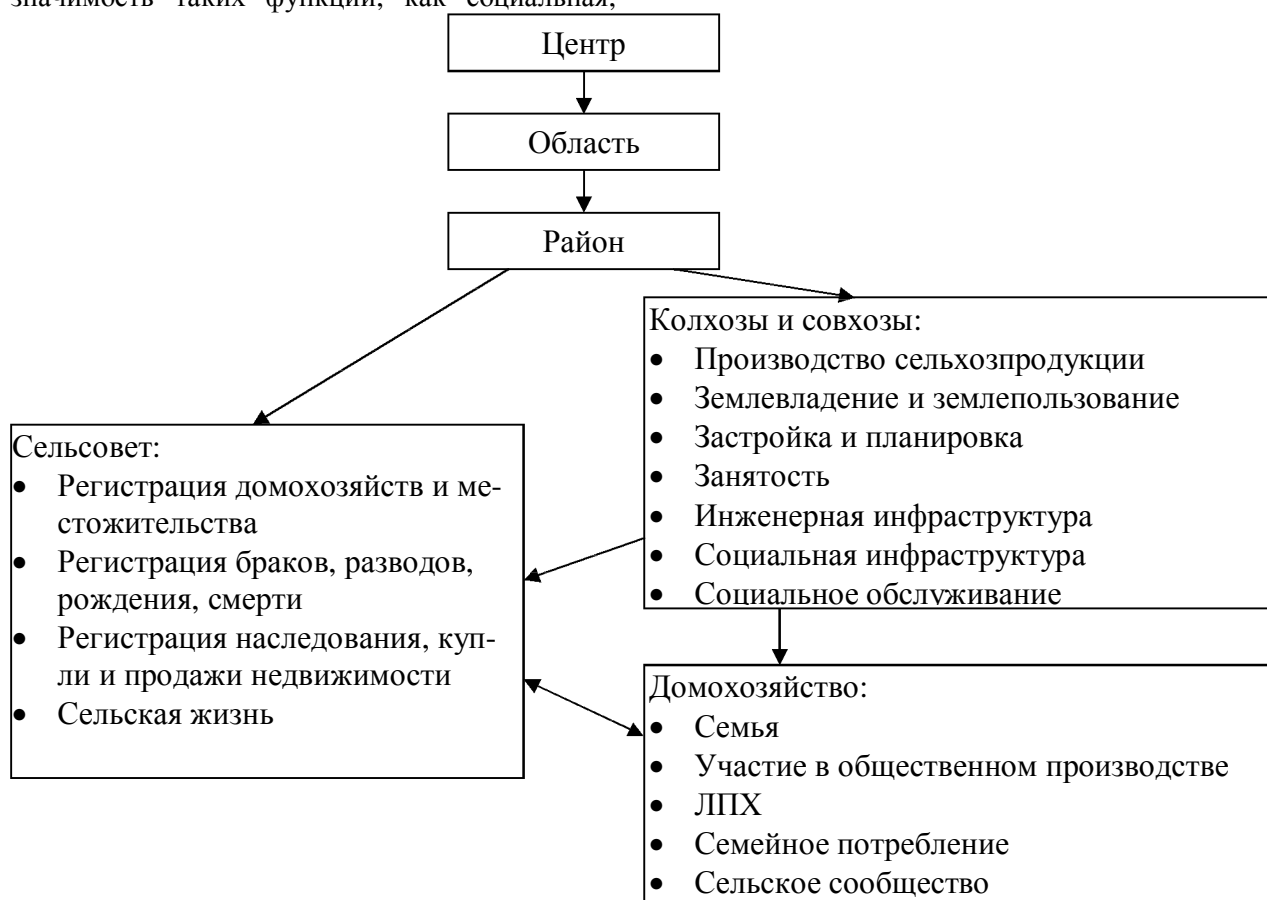 значимость таких функций, как социальная,
Центр
Область
Район
Колхозы и совхозы:
• Производство сельхозпродукции
• Землевладение и землепользование
• Застройка и планировка
• Занятость
• Инженерная инфраструктура
• Социальная инфраструктура
• Социальное обслуживание
Сельсовет:
• Регистрация домохозяйств и ме-
стожительства
• Регистрация браков, разводов,
рождения, смерти
• Регистрация наследования, куп-
ли и продажи недвижимости
• Сельская жизнь
Домохозяйство:
• Семья
• Участие в общественном производстве
• ЛПХ
• Семейное потребление
• Сельское сообщество